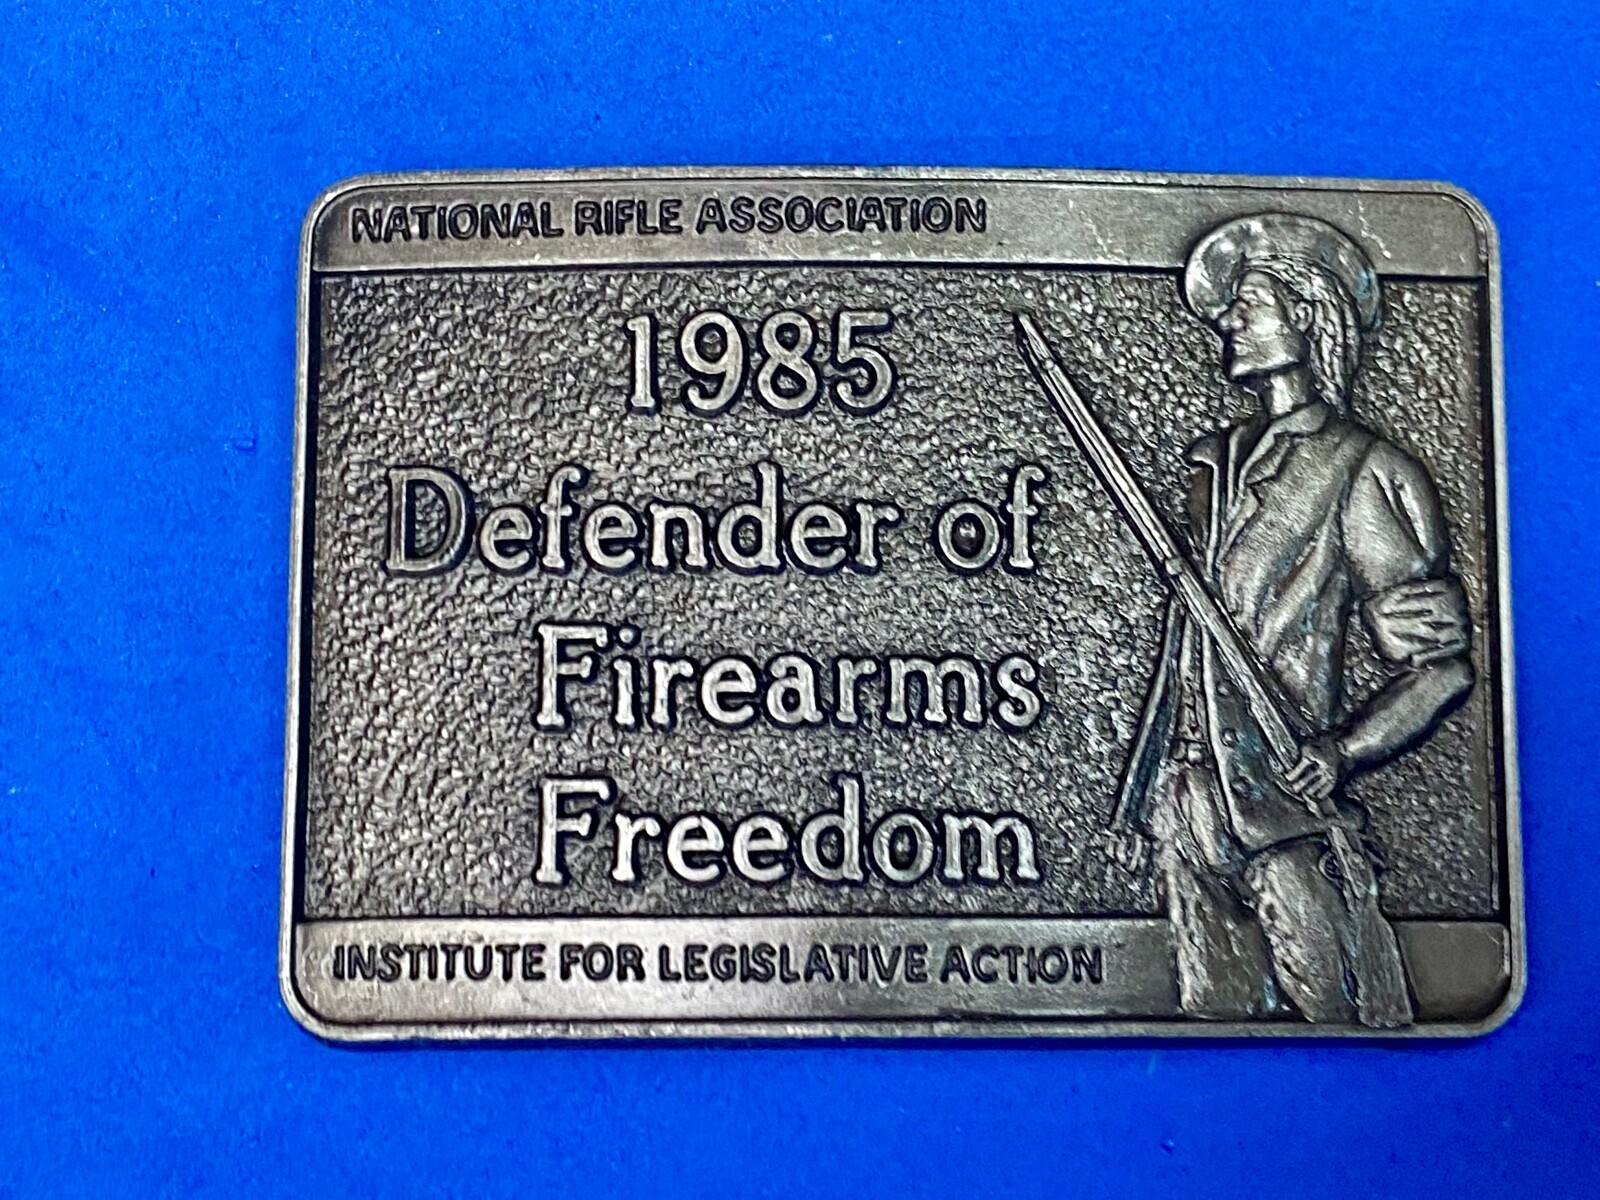 NATIONAL RIFLE ASSOCIATION
1985
Defender of
Firearms
Freedom
INSTITUTE FOR LEGISLATIVE ACTION